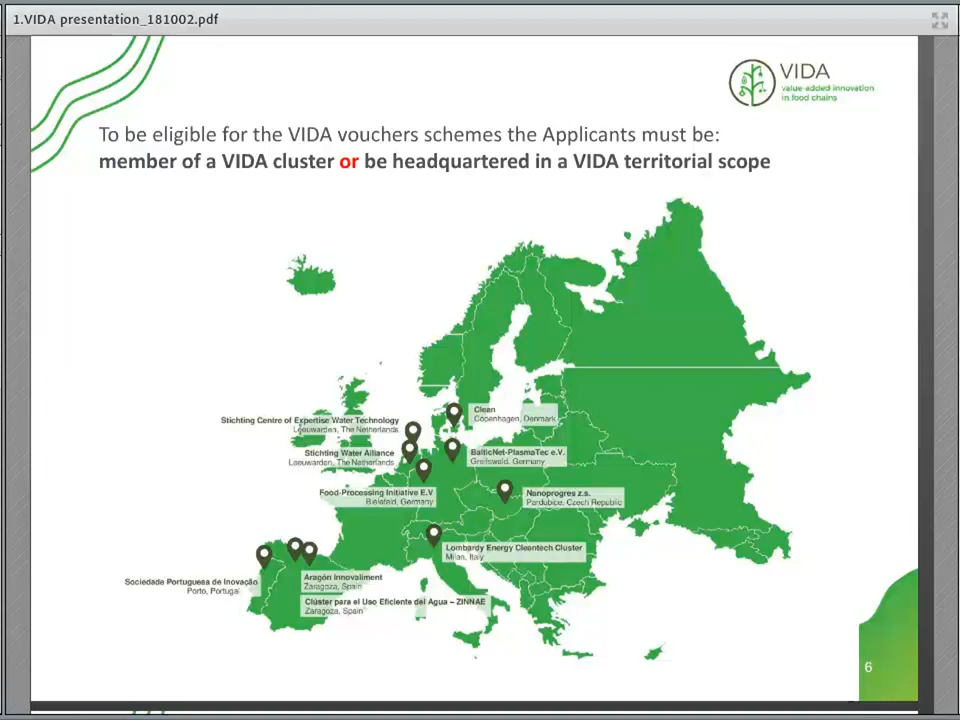 1.VIDA presentation_181002.pdf
VIDA
value-added innovation
in food chains
To be eligible for the VIDA vouchers schemes the Applicants must be:
member of a VIDA cluster or be headquartered in a VIDA territorial scope
Clean
Copenhagen, Denmark
Stichting Centre of Expertise Water Technology
Leeuwarden, The Netherlands
Stichting Water Alliance
Leeuwarden, The Netherlands
BalticNet-PlasmaTec e.V.
Greifswald, Germany
Food-Processing Initiative E.V
Bielefeld, Germany
Nanoprogres z.s.
Pardubice, Czech Republic
Lombardy Energy Cleantech Cluster
Milan, Italy
Sociedade Portuguesa de Inovação
Porto, Portugal
Aragón Innovaliment
Zaragoza, Spain
Clúster para el Uso Eficiente del Agua – ZINNAE
Zaragoza, Spain
6